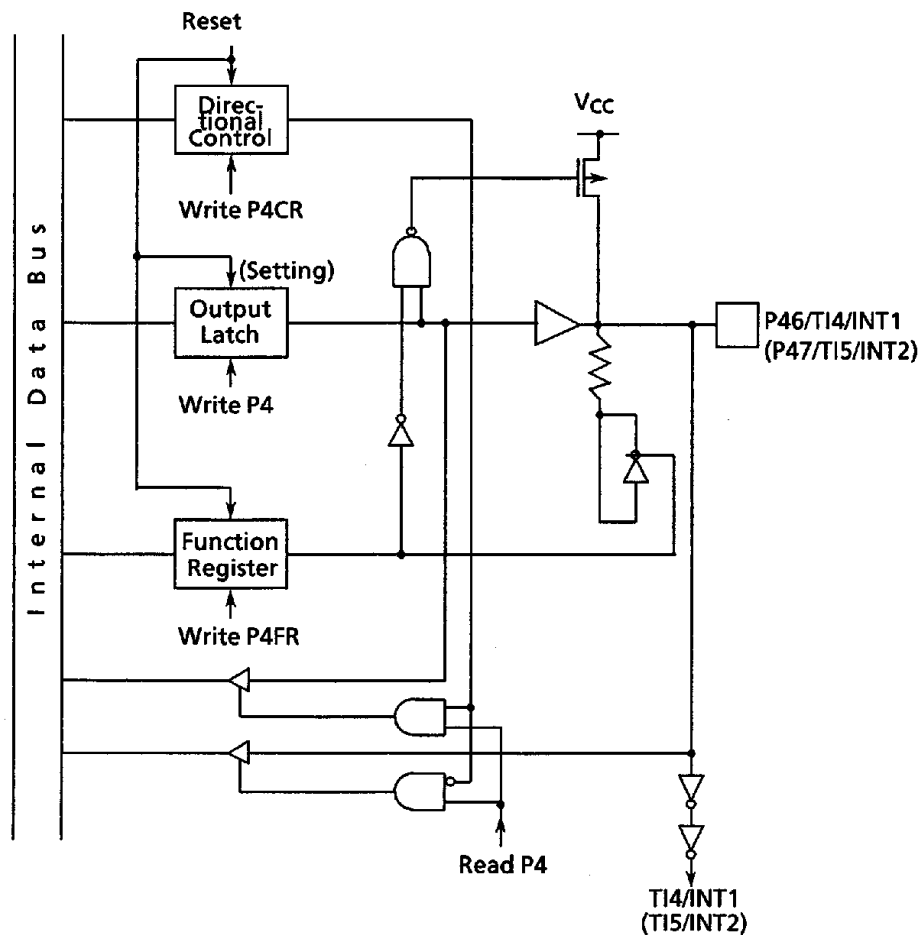 Reset
Direc-
tional
Control
Write P4CR
VCC
(Setting)
Output
Latch
Write P4
P46/TI4/INT1
(P47/TI5/INT2)
Internal Data Bus
Function
Register
Write P4FR
Read P4
TI4/INT1
(TI5/INT2)